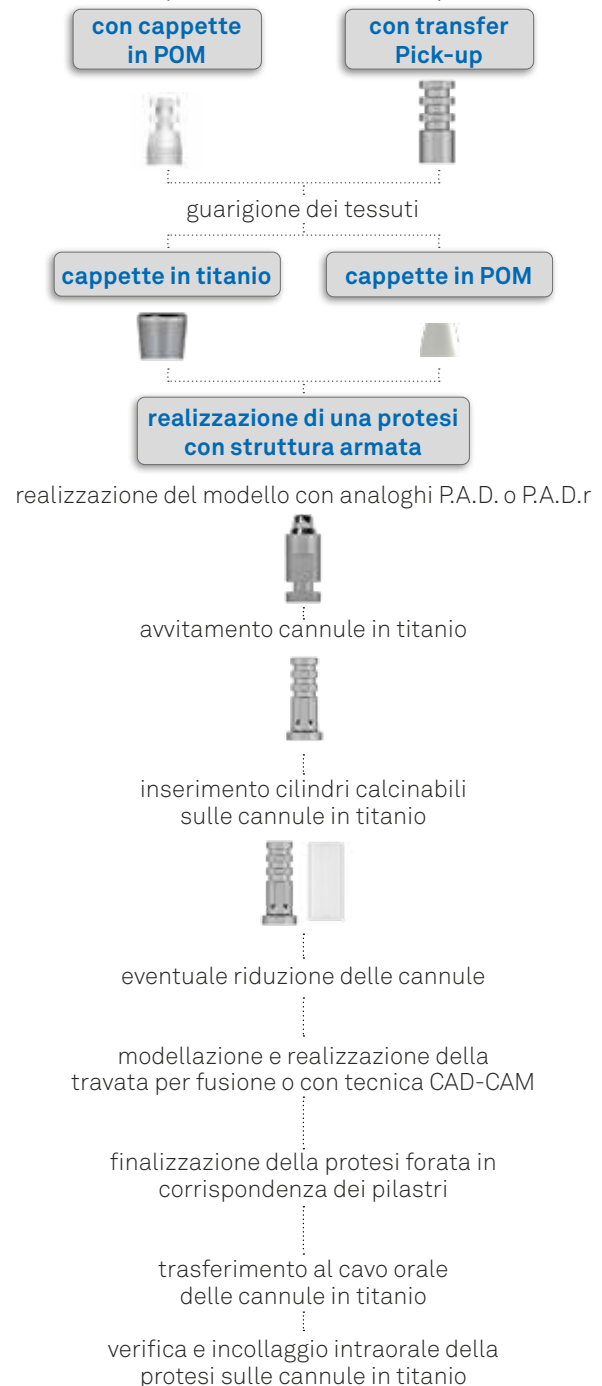 con cappette
in POM
con transfer
Pick-up
guarigione dei tessuti
cappette in titanio
cappette in POM
realizzazione di una protesi
con struttura armata
realizzazione del modello con analoghi P.A.D. o P.A.D.r
avvitamento cannule in titanio
inserimento cilindri calcinabili
sulle cannule in titanio
eventuale riduzione delle cannule
modellazione e realizzazione della
travata per fusione o con tecnica CAD-CAM
finalizzazione della protesi forata in
corrispondenza dei pilastri
trasferimento al cavo orale
delle cannule in titanio
verifica e incollaggio intraorale della
protesi sulle cannule in titanio